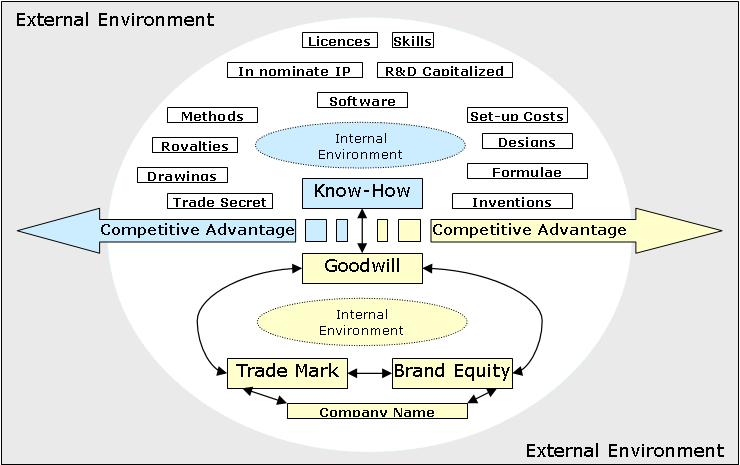 External Environment
Licences
Skills
In nominate IP
R&D Capitalized
Software
Methods
Set-up Costs
Royalties
Internal
Environment
Designs
Drawings
Formulae
Know-How
Trade Secret
Inventions
Competitive Advantage
Competitive Advantage
Goodwill
Internal
Environment
Trade Mark
Brand Equity
Company Name
External Environment